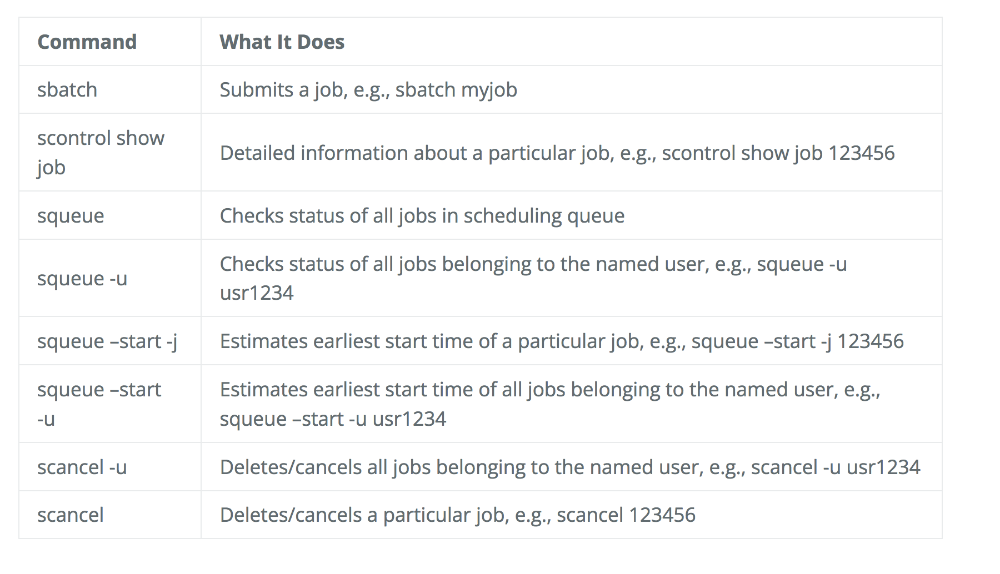 Command What It Does
sbatch Submits a job, e.g., sbatch myjob
scontrol show
job
Detailed information about a particular job, e.g., scontrol show job 123456
squeue Checks status of all jobs in scheduling queue
squeue -u
Checks status of all jobs belonging to the named user, e.g., squeue -u
usr1234
squeue –start -j Estimates earliest start time of a particular job, e.g., squeue –start -j 123456
squeue –start
-u
Estimates earliest start time of all jobs belonging to the named user, e.g.,
squeue –start -u usr1234
scancel -u Deletes/cancels all jobs belonging to the named user, e.g., scancel -u usr1234
scancel Deletes/cancels a particular job, e.g., scancel 123456